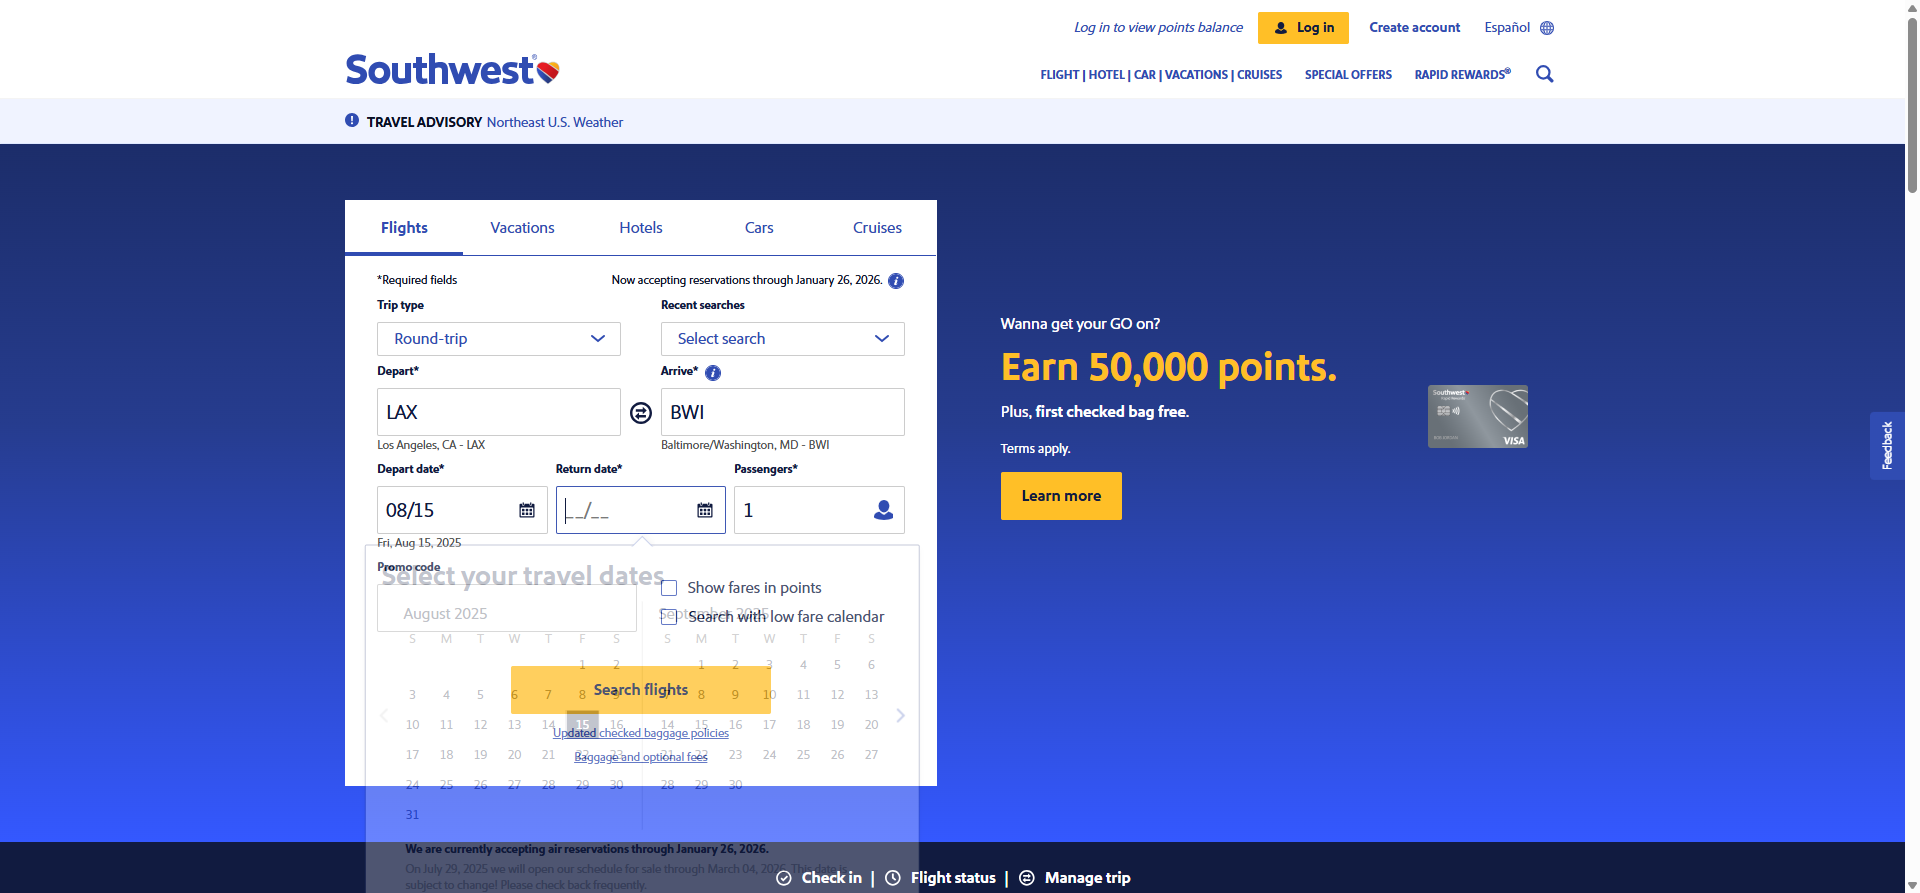 Log in to view points balance
Log in
Create account
Español
Southwest®
FLIGHT | HOTEL | CAR | VACATIONS | CRUISES
SPECIAL OFFERS
RAPID REWARDS®
TRAVEL ADVISORY Northeast U.S. Weather
Flights
Vacations
Hotels
Cars
Cruises
*Required fields
Now accepting reservations through January 26, 2026.
Trip type
Recent searches
Round-trip
Select search
Depart*
Arrive*
LAX
BWI
Los Angeles, CA - LAX
Baltimore/Washington, MD - BWI
Depart date*
Return date*
Passengers*
08/15
__/__
1
Fri, Aug 15, 2025
Promo code
Select your travel dates
Show fares in points
Search with low fare calendar
August 2025
September 2025
S M T W T F S
S M T W T F S
1 2
1 2 3 4 5 6
3 4 5 6 7 8 9
7 8 9 10 11 12 13
Search flights
10 11 12 13 14 15 16
14 15 16 17 18 19 20
Updated checked baggage policies
17 18 19 20 21 22 23
21 22 23 24 25 26 27
Baggage and optional fees
24 25 26 27 28 29 30
28 29 30
31
We are currently accepting air reservations through January 26, 2026.
On July 29, 2025 we will open our schedule for sale through March 04, 2026. This date is
subject to change! Please check back frequently.
Check in | Flight status | Manage trip
Wanna get your GO on?
Earn 50,000 points.
Plus, first checked bag free.
Terms apply.
Learn more
Southwest
VISA
Feedback